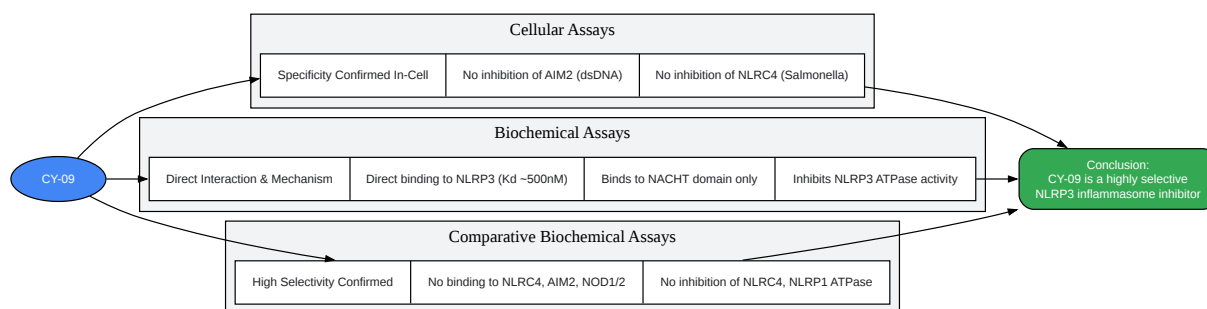 Cellular Assays
Specificity Confirmed In-Cell
No inhibition of AIM2 (dsDNA)
No inhibition of NLRC4 (Salmonella)
Biochemical Assays
CY-09
Direct Interaction & Mechanism
Direct binding to NLRP3 (Kd ~500nM)
Binds to NACHT domain only
Inhibits NLRP3 ATPase activity
Conclusion:
CY-09 is a highly selective
NLRP3 inflammasome inhibitor
Comparative Biochemical Assays
High Selectivity Confirmed
No binding to NLRC4, AIM2, NOD1/2
No inhibition of NLRC4, NLRP1 ATPase